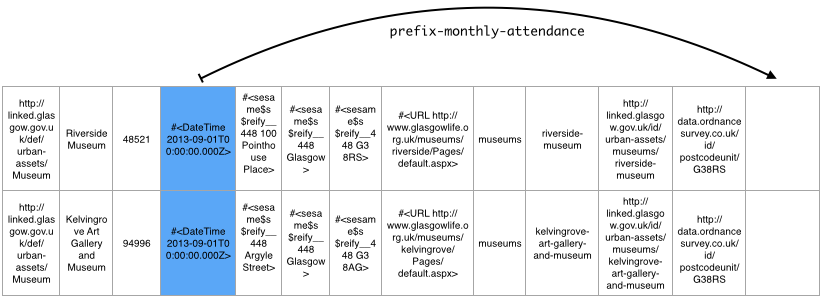 prefix-monthly-attendance
http://
linked.glas
gow.gov.u
k/def/
urban-
assets/
Museum
Riverside
Museum
48521
#<DateTime
2013-09-01T0
0:00:00.000Z>
#<sesa
me$s
$reify__
448 100
Pointho
use
Place>
#<sesa
me$s
$reify__
448
Glasgow
>
#<sesam
e$s
$reify__4
48 G3
8RS>
#<URL http://
www.glasgowlife.o
rg.uk/museums/
riverside/Pages/
default.aspx>
museums
riverside-
museum
http://
linked.glasgo
w.gov.uk/id/
urban-assets/
museums/
riverside-
museum
http://
data.ordnance
survey.co.uk/
id/
postcodeunit/
G38RS
http://
linked.glas
gow.gov.u
k/def/
urban-
assets/
Museum
Kelvingro
ve Art
Gallery
and
Museum
94996
#<DateTime
2013-09-01T0
0:00:00.000Z>
#<sesa
me$s
$reify__
448
Argyle
Street>
#<sesa
me$s
$reify__
448
Glasgow
>
#<sesam
e$s
$reify__4
48 G3
8AG>
#<URL http://
www.glasgowlife.o
rg.uk/museums/
kelvingrove/
Pages/
default.aspx>
museums
kelvingrove-
art-gallery-
and-museum
http://
linked.glasgo
w.gov.uk/id/
urban-assets/
museums/
kelvingrove-
art-gallery-
and-museum
http://
data.ordnance
survey.co.uk/
id/
postcodeunit/
G38RS